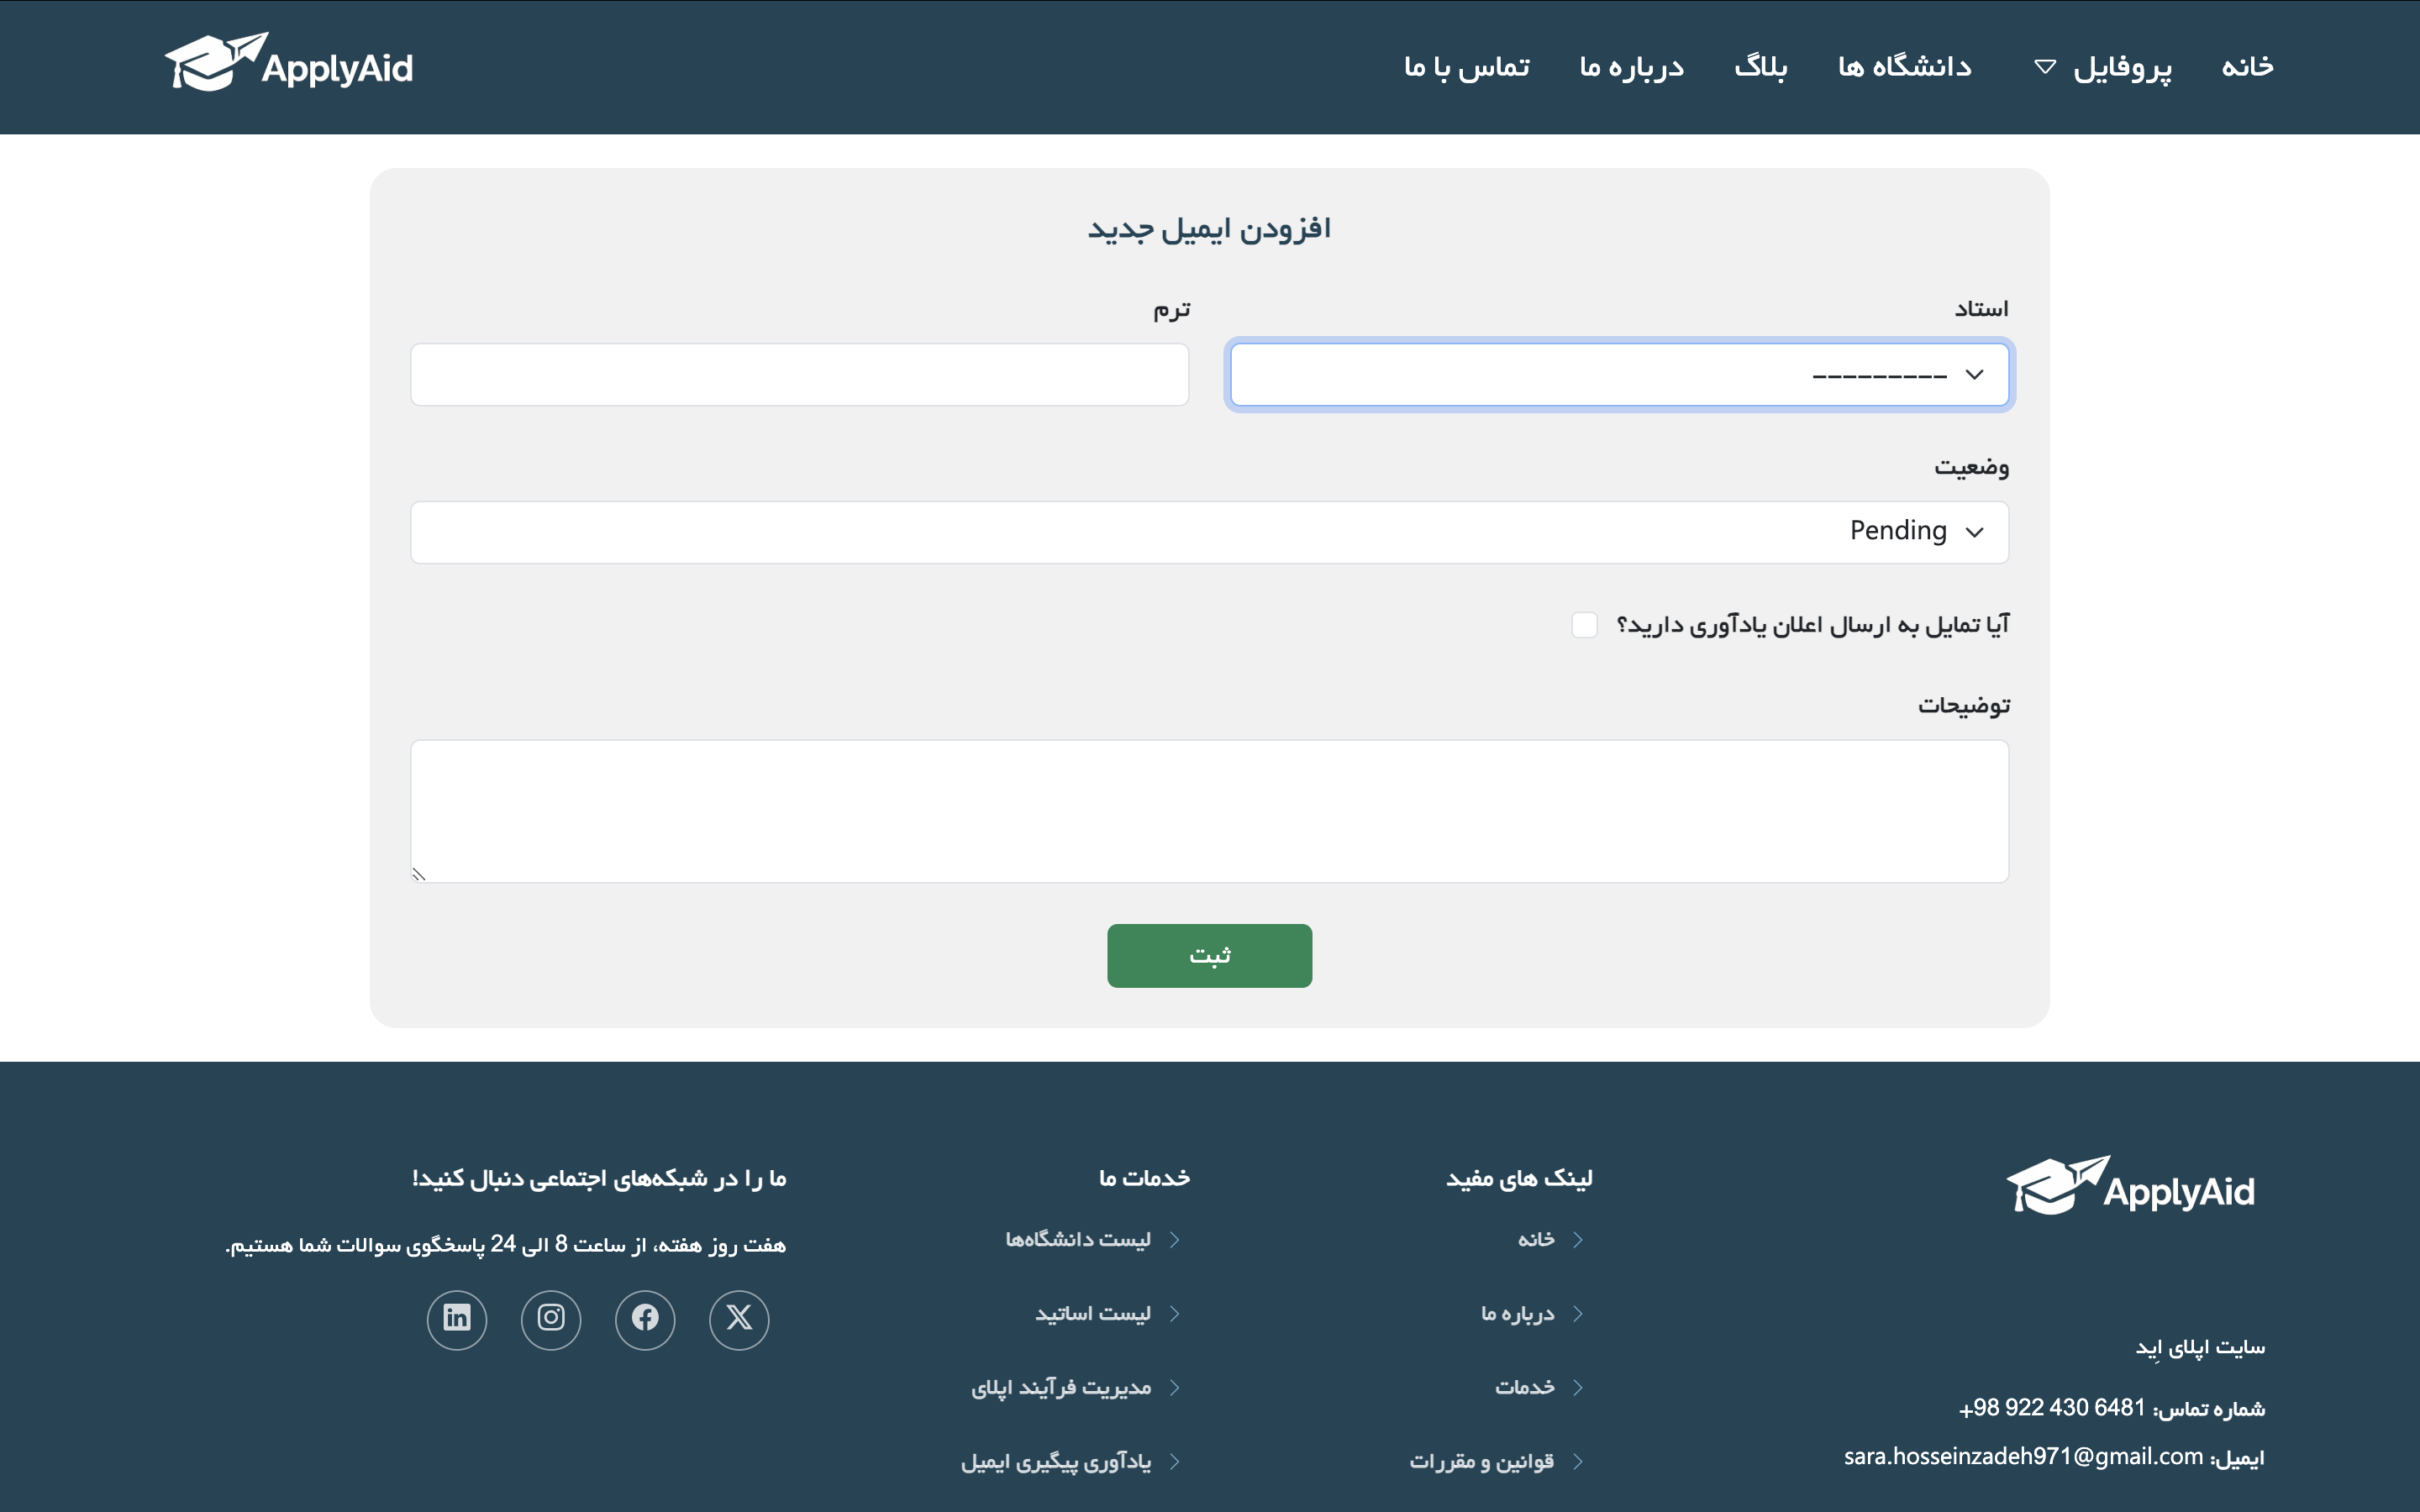 خانه
پروفایل
دانشگاه ها
بلاگ
درباره ما
تماس با ما
ApplyAid
افزودن ایمیل جدید
استاد
ترم
---------
وضعیت
Pending
آیا تمایل به ارسال اعلان یادآوری دارید؟
توضیحات
ثبت
ApplyAid
سایت اپلای اِید
شماره تماس: 6481 430 922 98+
ایمیل: sara.hosseinzadeh971@gmail.com
لینک های مفید
خانه
درباره ما
خدمات
قوانین و مقررات
خدمات ما
لیست دانشگاه‌ها
لیست اساتید
مدیریت فرآیند اپلای
یادآوری پیگیری ایمیل
ما را در شبکه‌های اجتماعی دنبال کنید!
هفت روز هفته، از ساعت 8 الی 24 پاسخگوی سوالات شما هستیم.